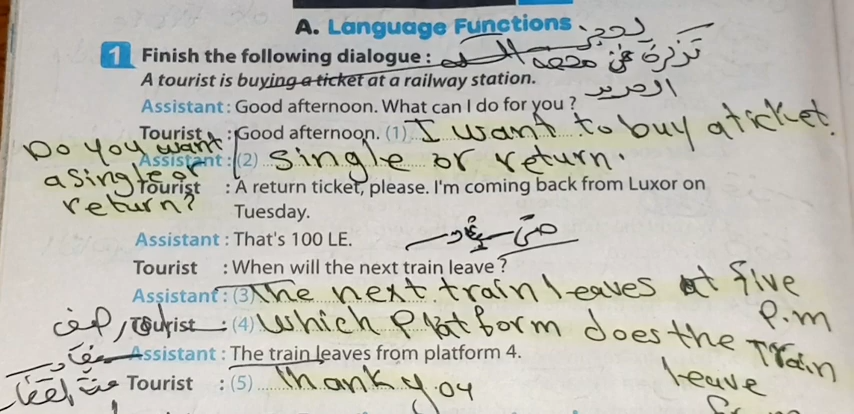 A. Language Functions
1 Finish the following dialogue :
تذكرة
A tourist is buying a ticket at a railway station.
Assistant : Good afternoon. What can I do for you ?
Tourist : Good afternoon. (1) I want to buy a ticket.
Do you want a single or return?
Assistant : (2) Single or return.
Tourist : A return ticket, please. I'm coming back from Luxor on
Tuesday.
Assistant : That's 100 LE.
متى يغادر
Tourist : When will the next train leave ?
Assistant : (3) The next train leaves at five
p.m
Tourist : (4) Which Platborm does the Train
leave
Assistant : The train leaves from platform 4.
Tourist : (5) Thank you